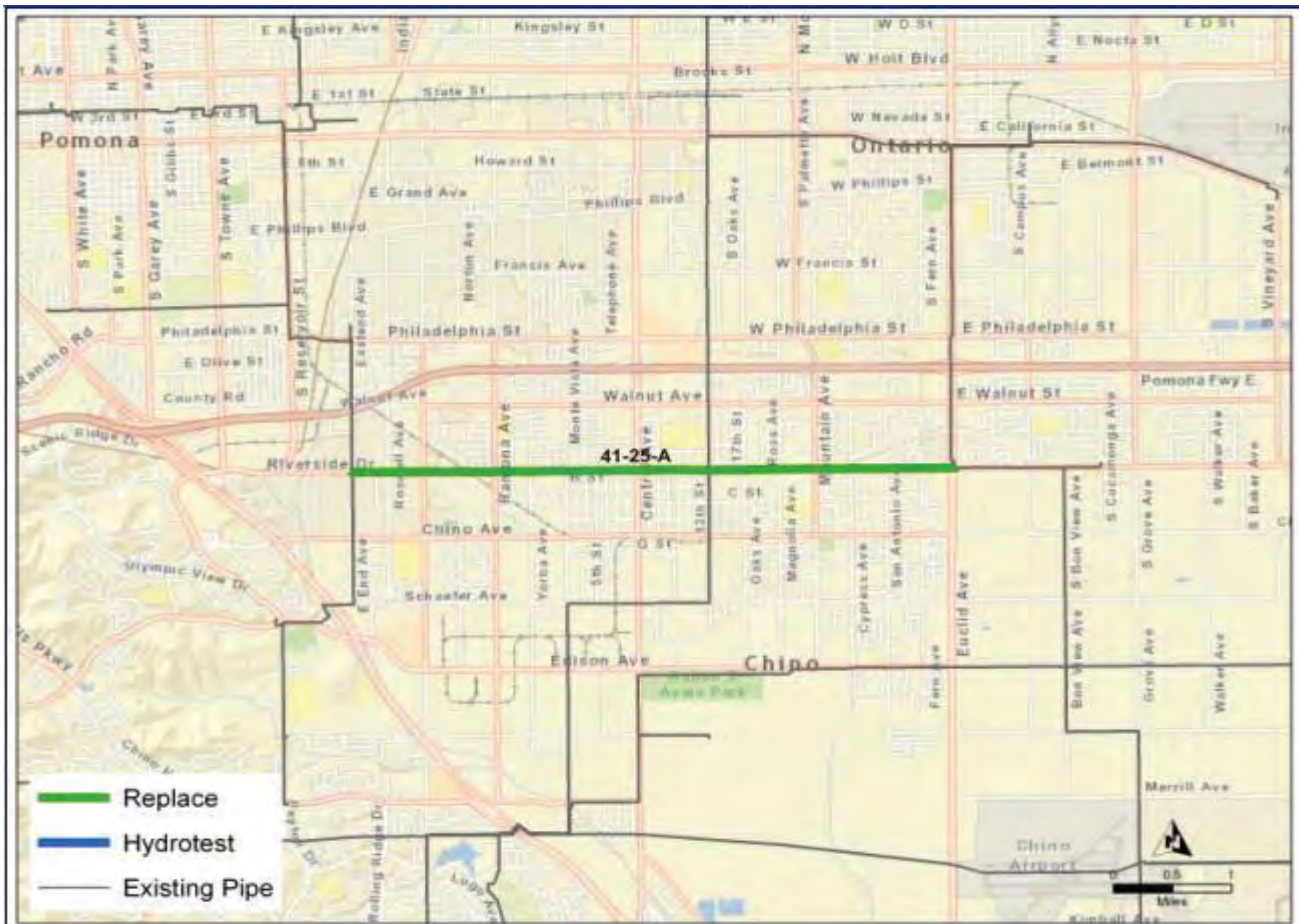 E Kingsley Ave
Kingsley St
W D St
E D St
N Park Ave
E Nocta St
W Holt Blvd
Brooks St
E 1st St
State St
W 3rd St
W Nevada St
E California St
Pomona
Ontario
E 8th St
Howard St
E Belmont St
S Gibbs St
S Towne Ave
E Grand Ave
S Palmetto Ave
W Phillips St
S Campus Ave
Phillips Blvd
S White Ave
S Park Ave
S Garey Ave
E Phillips Blvd
S Oaks Ave
Norton Ave
Francis Ave
Telephone Ave
W Francis St
S Fern Ave
S Vineyard Ave
S Reservoir St
Eastend Ave
Philadelphia St
Philadelphia St
W Philadelphia St
E Philadelphia St
Rancho Rd
E Olive St
Monte Vista Ave
County Rd
Walnut Ave
Walnut Ave
E Walnut St
Pomona Fwy E
Mountain Ave
Scenic Ridge Dr
Ramona Ave
17th St
Ross Ave
S Cucamonga Ave
S Walker Ave
S Baker Ave
Riverside Dr
41-25-A
B St
C St
Chino Ave
12th St
G St
Oaks Ave
Magnolia Ave
San Antonio Ave
S Bon View Ave
S Grove Ave
Olympic View Dr
E End Ave
Schaefer Ave
Yorba Ave
5th St
Cypress Ave
Euclid Ave
Edison Ave
Chino
Fern Ave
Bon View Ave
Grove Ave
Walker Ave
Ayala Park
Replace
Merrill Ave
Hydrotest
Chino
Airport
Existing Pipe
Rolling Ridge Dr
N
0 0.5 1
Miles
Kimball Ave